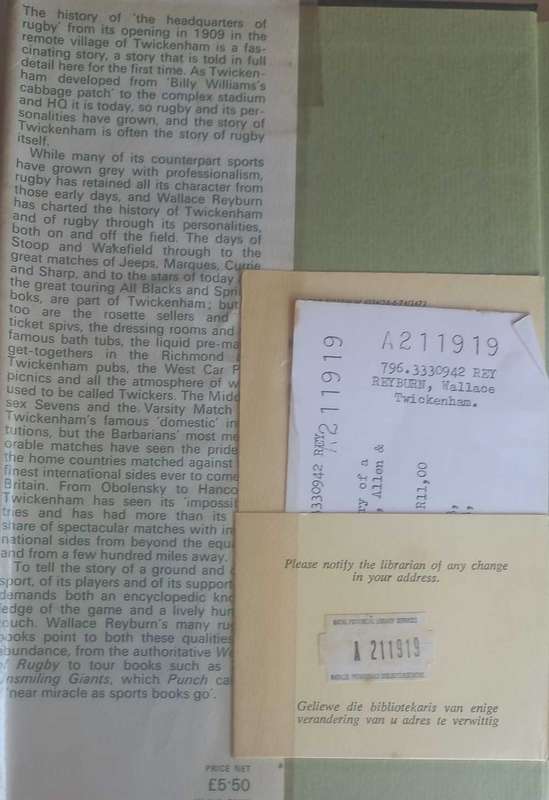 The history of 'the headquarters of
rugby' from its opening in 1909 in the
remote village of Twickenham is a fas-
cinating story, a story that is told in full
detail here for the first time. As Twicken-
ham developed from 'Billy Williams's
cabbage patch' to the complex stadium
and HQ it is today, so rugby and its per-
sonalities have grown, and the story of
Twickenham is often the story of rugby
itself.
While many of its counterpart sports
have grown grey with professionalism,
rugby has retained all its character from
those early days, and Wallace Reyburn
has charted the history of Twickenham
and of rugby through its personalities,
both on and off the field. The days of
Stoop and Wakefield through to the
great matches of Jeeps, Marques, Currie
and Sharp, and to the stars of today
the great touring All Blacks and Spri
boks, are part of Twickenham; but
too are the rosette sellers and
ticket spivs, the dressing rooms and
famous bath tubs, the liquid pre-ma
get-togethers in the Richmond
Twickenham pubs, the West Car P
picnics and all the atmosphere of w
used to be called Twickers. The Midd
sex Sevens and the Varsity Match
Twickenham's famous 'domestic' in
tutions, but the Barbarians' most me
orable matches have seen the pride
the home countries matched against
finest international sides ever to come
Britain. From Obolensky to Hanco
Twickenham has seen its 'impossi
tries and has had more than its
share of spectacular matches with in
national sides from beyond the equa
and from a few hundred miles away.
To tell the story of a ground and
sport, of its players and of its support
demands both an encyclopedic kno
edge of the game and a lively hum
touch. Wallace Reyburn's many ru
books point to both these qualities
abundance, from the authoritative Wo
of Rugby to tour books such as
Unsmiling Giants, which Punch ca
'near miracle as sports books go'.
PRICE NET
£5·50
A211919
796.3330942 REY
REYBURN, Wallace
Twickenham.
A211919
3330942 REY
ry of a
, Allen &
R11,00
Please notify the librarian of any change
in your address.
NATAL PROVINCIAL LIBRARY SERVICES
A 211919
Geliewe die bibliotekaris van enige
verandering van u adres te verwittig